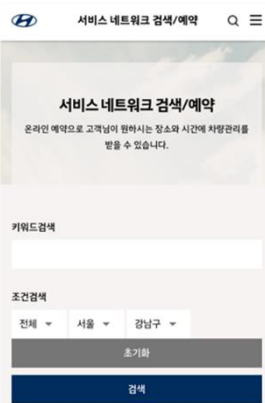 서비스 네트워크 검색/예약
서비스 네트워크 검색/예약
온라인 예약으로 고객님이 원하시는 장소와 시간에 차량관리를
받을 수 있습니다.
키워드검색
조건검색
전체 서울 강남구
초기화
검색